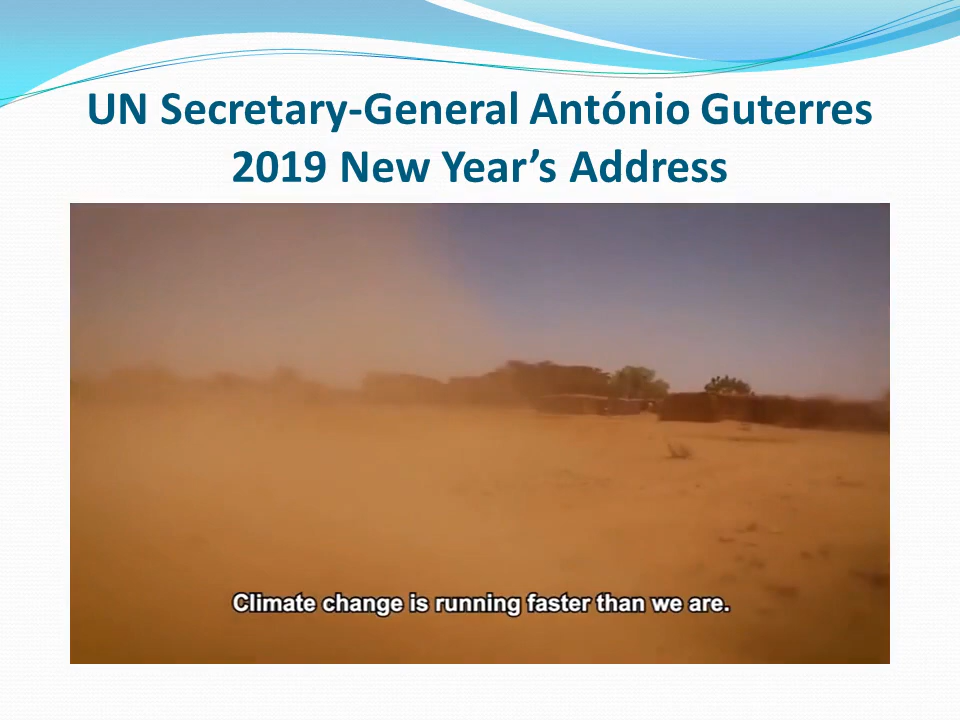 UN Secretary-General António Guterres
2019 New Year’s Address
Climate change is running faster than we are.